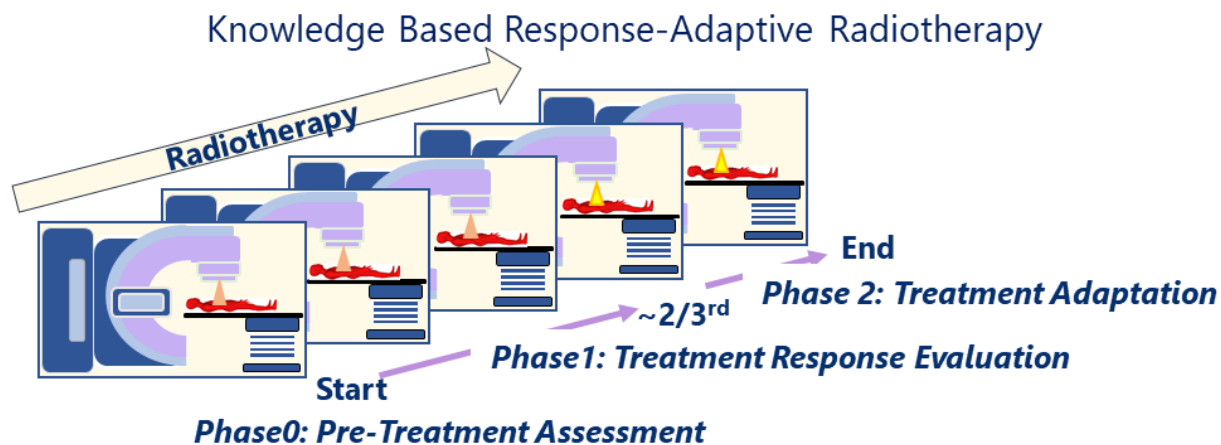 Knowledge Based Response-Adaptive Radiotherapy
Radiotherapy
End
Phase 2: Treatment Adaptation
~2/3rd
Phase1: Treatment Response Evaluation
Start
Phase0: Pre-Treatment Assessment